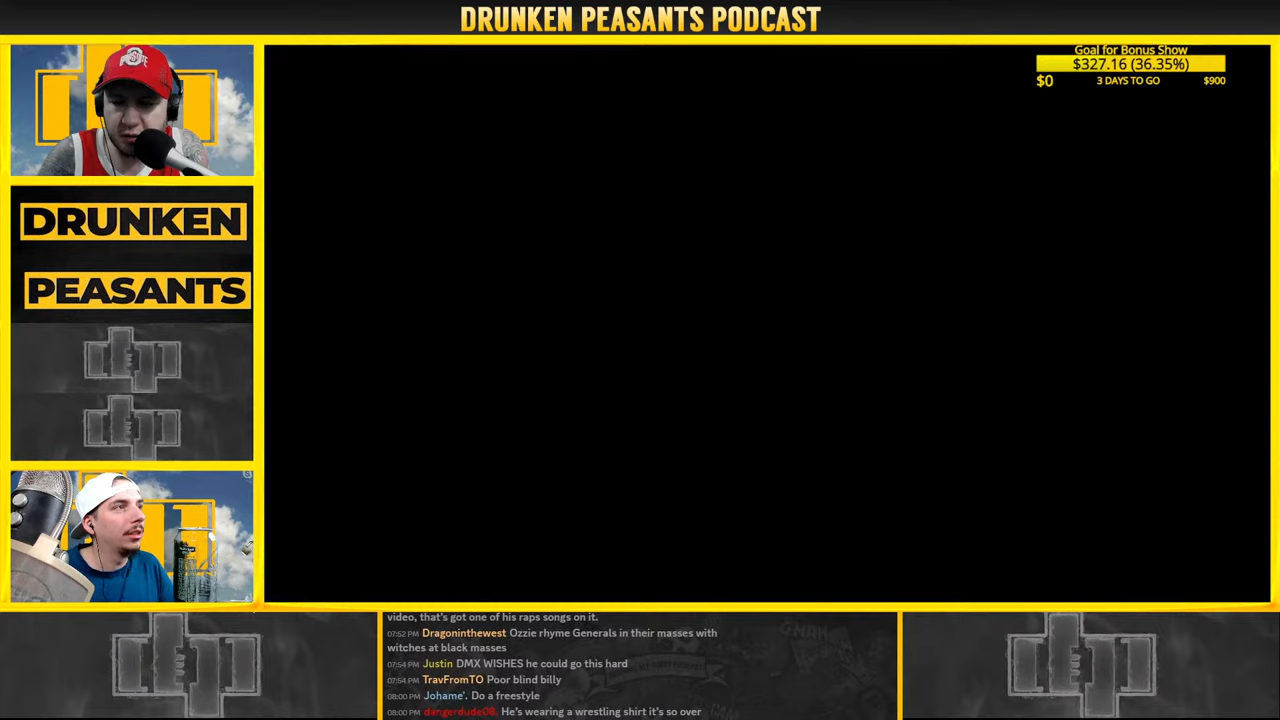 DRUNKEN PEASANTS PODCAST
Goal for Bonus Show
$327.16 (36.35%)
$0 3 DAYS TO GO $900
DRUNKEN
PEASANTS
video, that's got one of his raps songs on it.
07:52 PM Dragoninthewest Ozzie rhyme Generals in their masses with
witches at black masses
07:54 PM Justin DMX WISHES he could go this hard
07:54 PM TravFromTO Poor blind billy
08:00 PM Johame'. Do a freestyle
08:00 PM dangerdude08. He's wearing a wrestling shirt it's so over